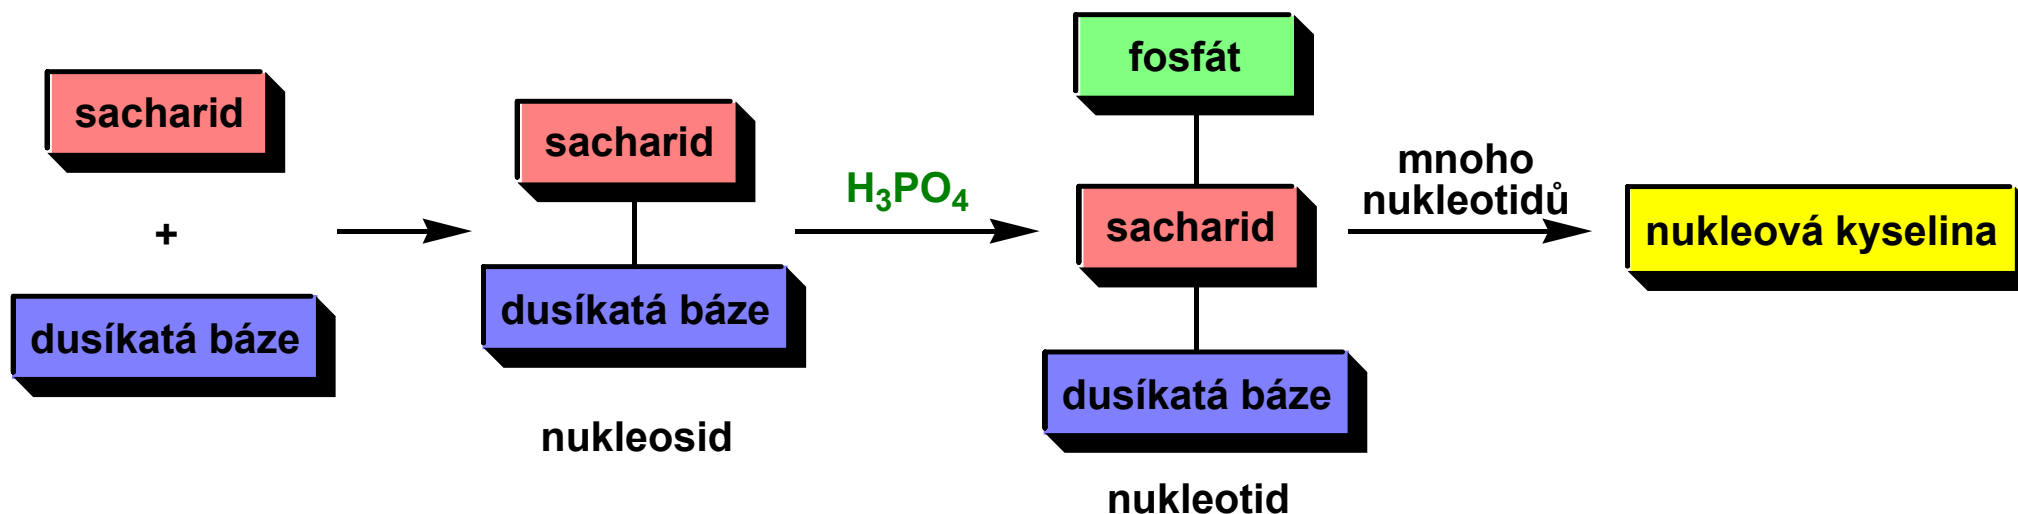 sacharid
+
dusíkatá báze
sacharid
dusíkatá báze
nukleosid
H₃PO₄
fosfát
sacharid
dusíkatá báze
nukleotid
mnoho
nukleotidů
nukleová kyselina